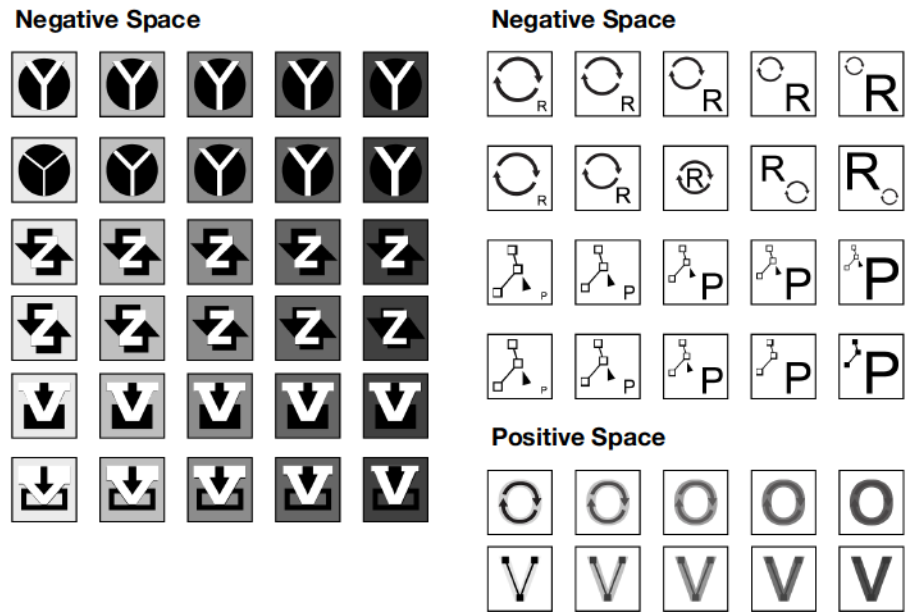 Negative Space
Y Y Y Y Y
Y Y Y Y Y
Z Z Z Z Z
Z Z Z Z Z
V V V V V
V V V V V
Negative Space
R R R R R
R R R R R
P P P P P
P P P P P
Positive Space
O O O O O
V V V V V